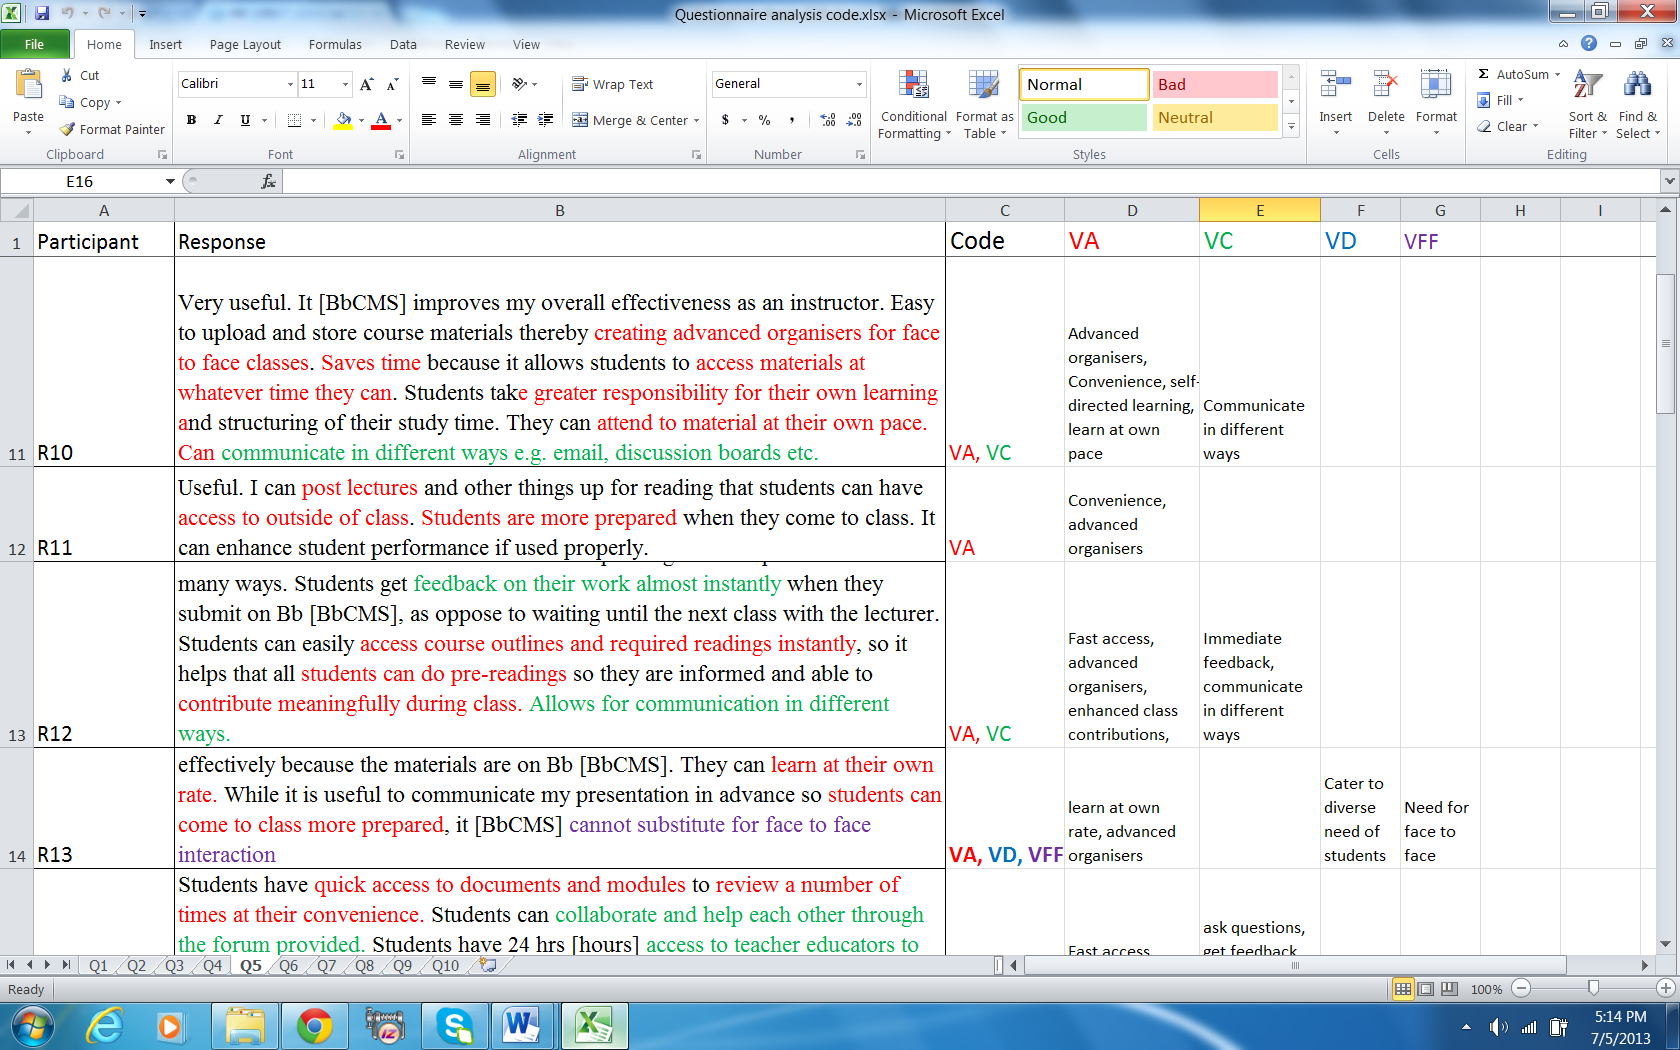 Questionnaire analysis code.xlsx - Microsoft Excel
File Home Insert Page Layout Formulas Data Review View
Paste
Cut
Copy
Format Painter
Clipboard
Calibri 11
B I U
Font
Wrap Text
Merge & Center
Alignment
General
$ % ,
Number
Conditional Formatting
Format as Table
Normal Bad
Good Neutral
Styles
Insert Delete Format
Cells
AutoSum
Fill
Clear
Sort & Filter
Find & Select
Editing
E16 fx
A B C D E F G H I
1 Participant Response Code VA VC VD VFF
Very useful. It [BbCMS] improves my overall effectiveness as an instructor. Easy
to upload and store course materials thereby creating advanced organisers for face
to face classes. Saves time because it allows students to access materials at
whatever time they can. Students take greater responsibility for their own learning
and structuring of their study time. They can attend to material at their own pace.
Can communicate in different ways e.g. email, discussion boards etc.
11 R10
VA, VC
Advanced
organisers,
Convenience, self-
directed learning,
learn at own
pace
Communicate
in different
ways
Useful. I can post lectures and other things up for reading that students can have
access to outside of class. Students are more prepared when they come to class. It
can enhance student performance if used properly.
12 R11
VA
Convenience,
advanced
organisers
many ways. Students get feedback on their work almost instantly when they
submit on Bb [BbCMS], as oppose to waiting until the next class with the lecturer.
Students can easily access course outlines and required readings instantly, so it
helps that all students can do pre-readings so they are informed and able to
contribute meaningfully during class. Allows for communication in different
ways.
13 R12
VA, VC
Fast access,
advanced
organisers,
enhanced class
contributions,
Immediate
feedback,
communicate
in different
ways
effectively because the materials are on Bb [BbCMS]. They can learn at their own
rate. While it is useful to communicate my presentation in advance so students can
come to class more prepared, it [BbCMS] cannot substitute for face to face
interaction
14 R13
VA, VD, VFF
learn at own
rate, advanced
organisers
Cater to
diverse
need of
students
Need for
face to
face
Students have quick access to documents and modules to review a number of
times at their convenience. Students can collaborate and help each other through
the forum provided. Students have 24 hrs [hours] access to teacher educators to
Fast access
ask questions,
get feedback
Q1 Q2 Q3 Q4 Q5 Q6 Q7 Q8 Q9 Q10
Ready 100%
5:14 PM
7/5/2013